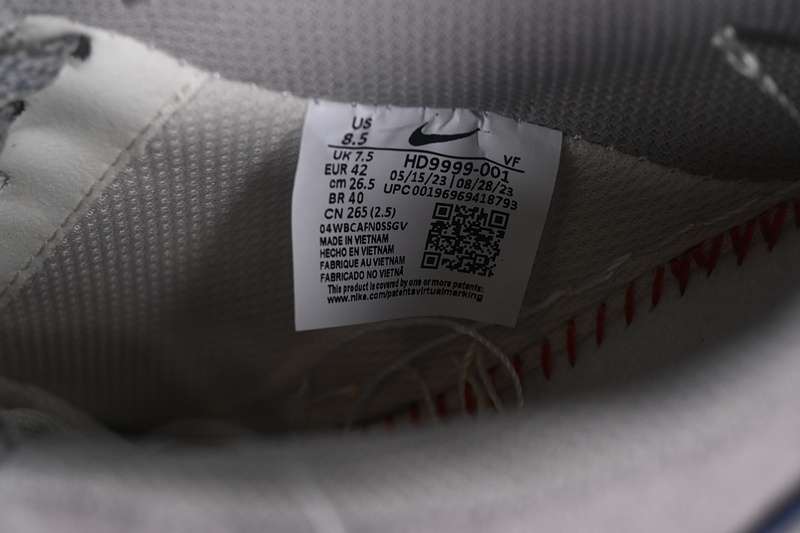 US
8.5
UK 7.5
EUR 42
cm 26.5
BR 40
CN 265 (2.5)
04WBCAFN0SSGV
MADE IN VIETNAM
HECHO EN VIETNAM
FABRIQUE AU VIETNAM
FABRICADO NO VIETNÃ
This product is covered by one or more patents:
www.nike.com/patentsvirtualmarking
VF
HD9999-001
05/15/23 | 08/28/23
UPC 00196969418793